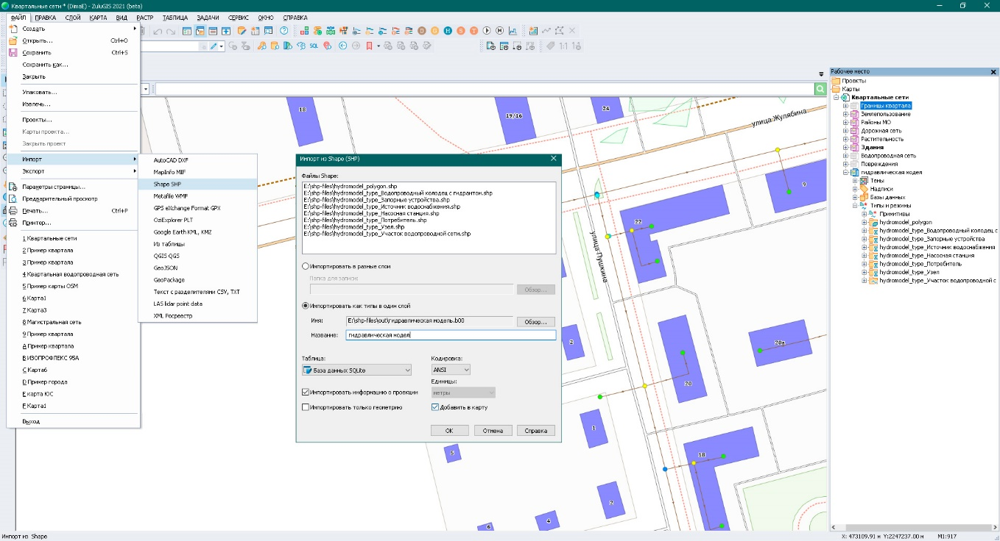 Квартальные сети * (DimaE) - ZuluGIS 2021 (beta)
ФАЙЛ ПРАВКА СЛОЙ КАРТА ВИД РАСТР ТАБЛИЦА ЗАДАЧИ СЕРВИС ОКНО СПРАВКА
Создать
Открыть... Ctrl+O
Сохранить Ctrl+S
Сохранить как...
Закрыть
Упаковать...
Извлечь...
Проекты...
Карты проекта...
Закрыть проект
Импорт
Экспорт
Параметры страницы...
Предварительный просмотр
Печать... Ctrl+P
Принтер...
1 Квартальные сети
2 Пример квартала
3 Пример квартала
4 Квартальная водопроводная сеть
5 Пример карты OSM
6 Карта1
7 Карта3
8 Магистральная сеть
9 Пример квартала
A Пример квартала
B ИЗОПРОФЛЕКС 95А
C Карта6
D Пример города
E карта ЮС
F Карта1
Выход
AutoCAD DXF
MapInfo MIF
Shape SHP
Metafile WMF
GPS eXchange Format GPX
OziExplorer PLT
Google Earth KML, KMZ
Из таблицы
QGIS QGS
GeoJSON
GeoPackage
Текст с разделителями CSV, TXT
LAS lidar point data
XML Росреестр
SQL
1:1
Импорт из Shape (SHP)
Файлы Shape:
E:\shp-files\hydromodel_polygon.shp
E:\shp-files\hydromodel_type_Водопроводный колодец с гидрантом.shp
E:\shp-files\hydromodel_type_Запорные устройства.shp
E:\shp-files\hydromodel_type_Источник водоснабжения.shp
E:\shp-files\hydromodel_type_Насосная станция.shp
E:\shp-files\hydromodel_type_Потребитель.shp
E:\shp-files\hydromodel_type_Узел.shp
E:\shp-files\hydromodel_type_Участок водопроводной сети.shp
Импортировать в разные слои
Папка для записи:
Обзор...
Импортировать как типы в один слой
Имя: E:\shp-files\out\гидравлическая модель.b00 Обзор...
Название: гидравлическая модел
Таблица: Кодировка:
База данных SQLite ANSI
Единицы:
Импортировать информацию о проекции метры
Импортировать только геометрию Добавить в карту
ОК Отмена Справка
18
19/16
24
улица Жулябина
9
22
улица Пушкина
2
20а
20
1
5
18
2
4
6
Рабочее место
Проекты
Карты
Квартальные сети
Границы квартала
Землепользование
Районы МО
Дорожная сеть
Растительность
Здания
Водопроводная сеть
Повреждения
гидравлическая модел
Темы
Надписи
Базы данных
Типы и режимы
Примитивы
hydromodel_polygon
hydromodel_type_Водопроводный колодец с
hydromodel_type_Запорные устройства
hydromodel_type_Источник водоснабжения
hydromodel_type_Насосная станция
hydromodel_type_Потребитель
hydromodel_type_Узел
hydromodel_type_Участок водопроводной с
Импорт из Shape X: 473109.91 м Y:2247237.00 м М1:917